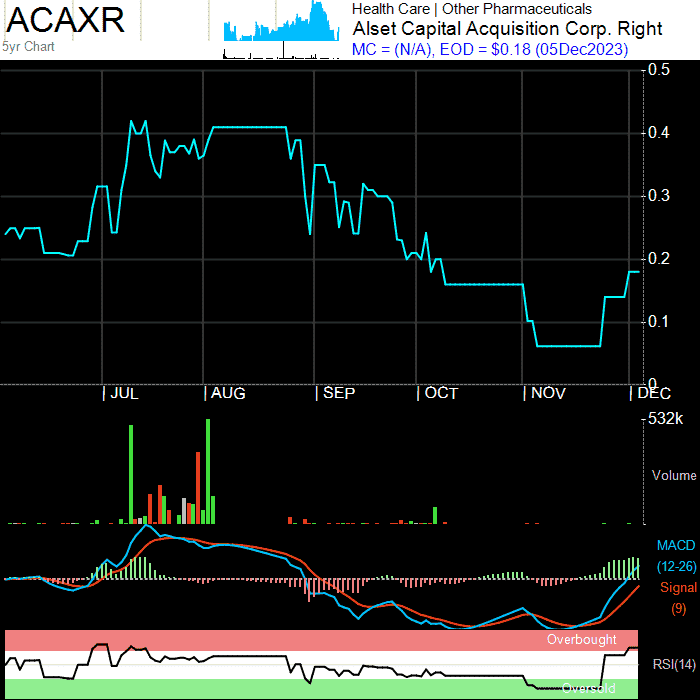 ACAXR
5yr Chart
Health Care | Other Pharmaceuticals
Alset Capital Acquisition Corp. Right
MC = (N/A), EOD = $0.18 (05Dec2023)
0.5
0.4
0.3
0.2
0.1
0
JUL AUG SEP OCT NOV DEC
532k
Volume
MACD
(12-26)
Signal
(9)
Overbought
RSI(14)
Oversold